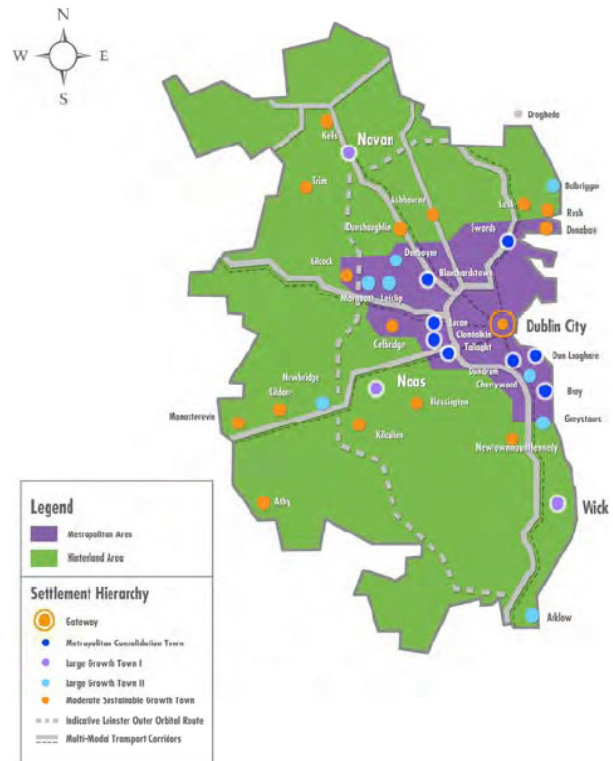 N
W E
S
Drogheda
Kells
Navan
Balbriggan
Trim
Ashbourne
Lusk
Rush
Dunshaughlin
Swords
Donabate
Dunboyne
Kilcock
Blanchardstown
Maynooth
Leixlip
Lucan
Dublin City
Clondalkin
Celbridge
Tallaght
Dun Laoghaire
Dundrum
Cherrywood
Newbridge
Naas
Bray
Kildare
Blessington
Greystones
Monasterevin
Kilcullen
Newtownmountkennedy
Athy
Wick
Arklow
Legend
Metropolitan Area
Hinterland Area
Settlement Hierarchy
Gateway
Metropolitan Consolidation Town
Large Growth Town I
Large Growth Town II
Moderate Sustainable Growth Town
Indicative Leinster Outer Orbital Route
Multi-Modal Transport Corridors